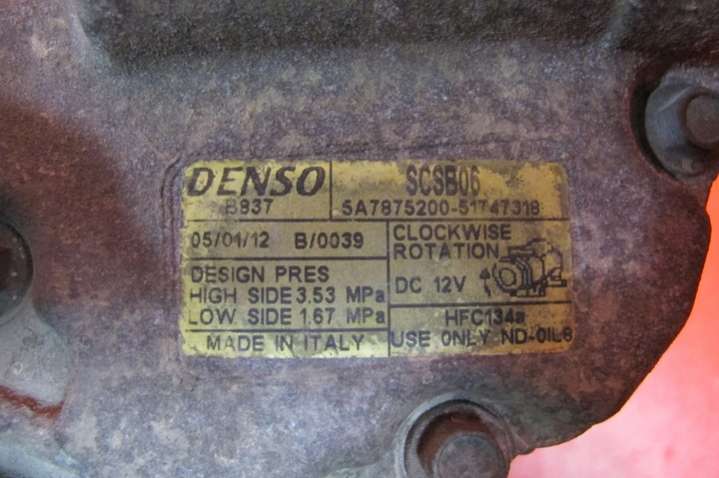 DENSO
SCSB06
B937
5A7875200-51747318
05/01/12 B/0039
CLOCKWISE
ROTATION
DESIGN PRES
HIGH SIDE 3.53 MPa
DC 12V
LOW SIDE 1.67 MPa
HFC134a
MADE IN ITALY
USE ONLY ND-OIL8